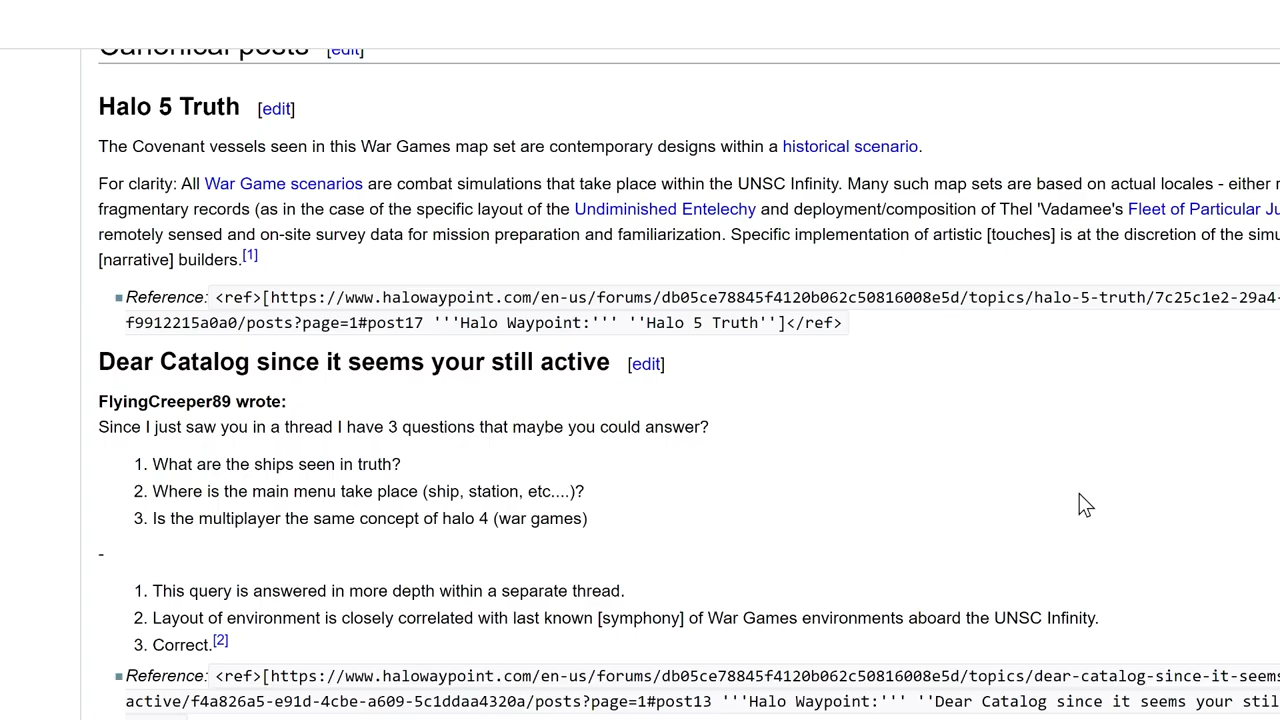 Canonical posts [edit]
Halo 5 Truth [edit]
The Covenant vessels seen in this War Games map set are contemporary designs within a historical scenario.
For clarity: All War Game scenarios are combat simulations that take place within the UNSC Infinity. Many such map sets are based on actual locales - either
fragmentary records (as in the case of the specific layout of the Undiminished Entelechy and deployment/composition of Thel 'Vadamee's Fleet of Particular
remotely sensed and on-site survey data for mission preparation and familiarization. Specific implementation of artistic [touches] is at the discretion of the
[narrative] builders.[1]
Reference: <ref>[https://www.halowaypoint.com/en-us/forums/db05ce78845f4120b062c50816008e5d/topics/halo-5-truth/7c25c1e2-29a4-
f9912215a0a0/posts?page=1#post17 '''Halo Waypoint:''' ''Halo 5 Truth'']</ref>
Dear Catalog since it seems your still active [edit]
FlyingCreeper89 wrote:
Since I just saw you in a thread I have 3 questions that maybe you could answer?
1. What are the ships seen in truth?
2. Where is the main menu take place (ship, station, etc....)?
3. Is the multiplayer the same concept of halo 4 (war games)
-
1. This query is answered in more depth within a separate thread.
2. Layout of environment is closely correlated with last known [symphony] of War Games environments aboard the UNSC Infinity.
3. Correct.[2]
Reference: <ref>[https://www.halowaypoint.com/en-us/forums/db05ce78845f4120b062c50816008e5d/topics/dear-catalog-since-it-seems
active/f4a826a5-e91d-4cbe-a609-5c1ddaa4320a/posts?page=1#post13 '''Halo Waypoint:''' ''Dear Catalog since it seems your stil